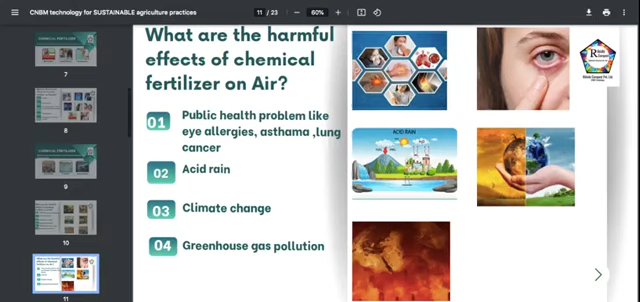 CNBM technology for SUSTAINABLE agriculture practices
11 / 23
60%
7
8
9
10
11
What are the harmful
effects of chemical
fertilizer on Air?
01
Public health problem like
eye allergies, asthama ,lung
cancer
02
Acid rain
03
Climate change
04
Greenhouse gas pollution
ACID RAIN
R